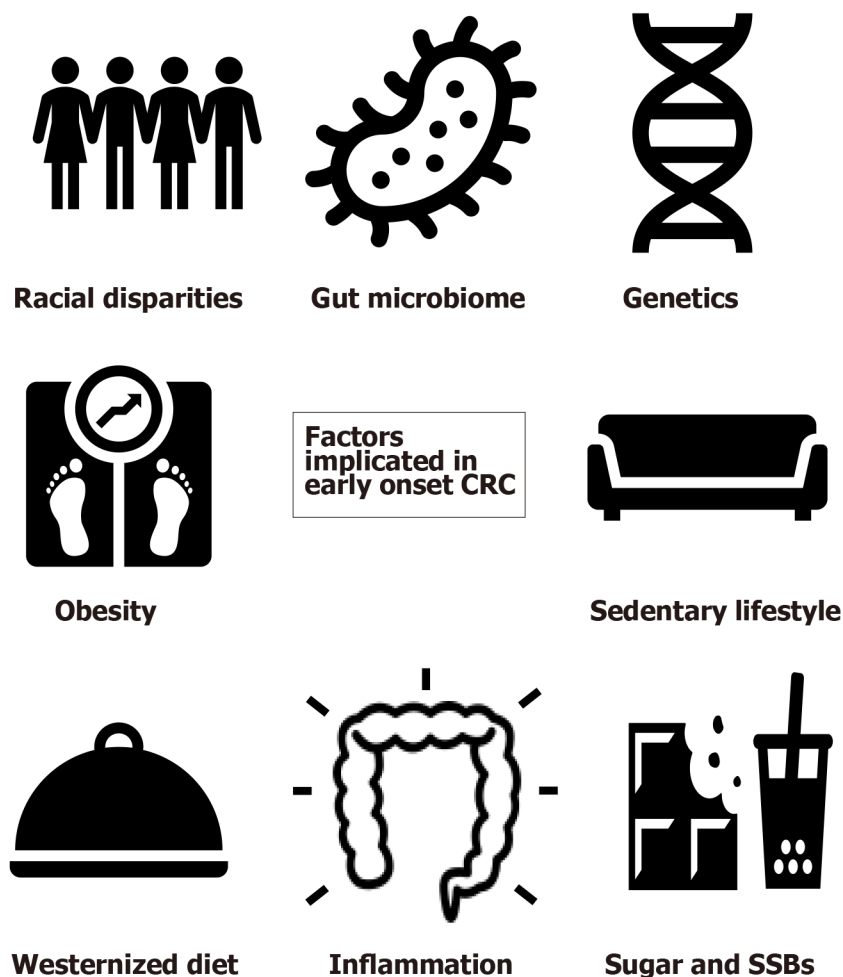 Racial disparities
Gut microbiome
Genetics
Obesity
Factors
implicated in
early onset CRC
Sedentary lifestyle
Westernized diet
Inflammation
Sugar and SSBs